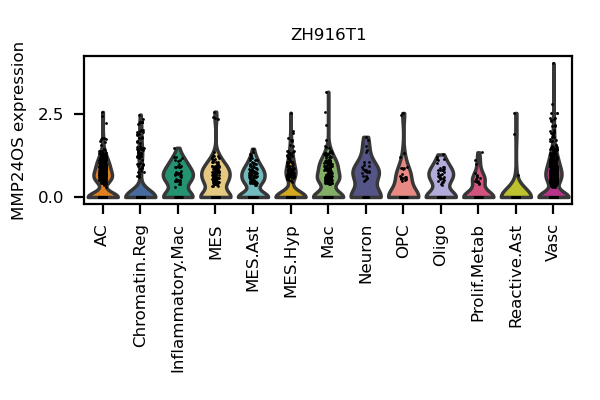 ZH916T1
MMP24OS expression
2.5
0.0
AC
Chromatin.Reg
Inflammatory.Mac
MES
MES.Ast
MES.Hyp
Mac
Neuron
OPC
Oligo
Prolif.Metab
Reactive.Ast
Vasc